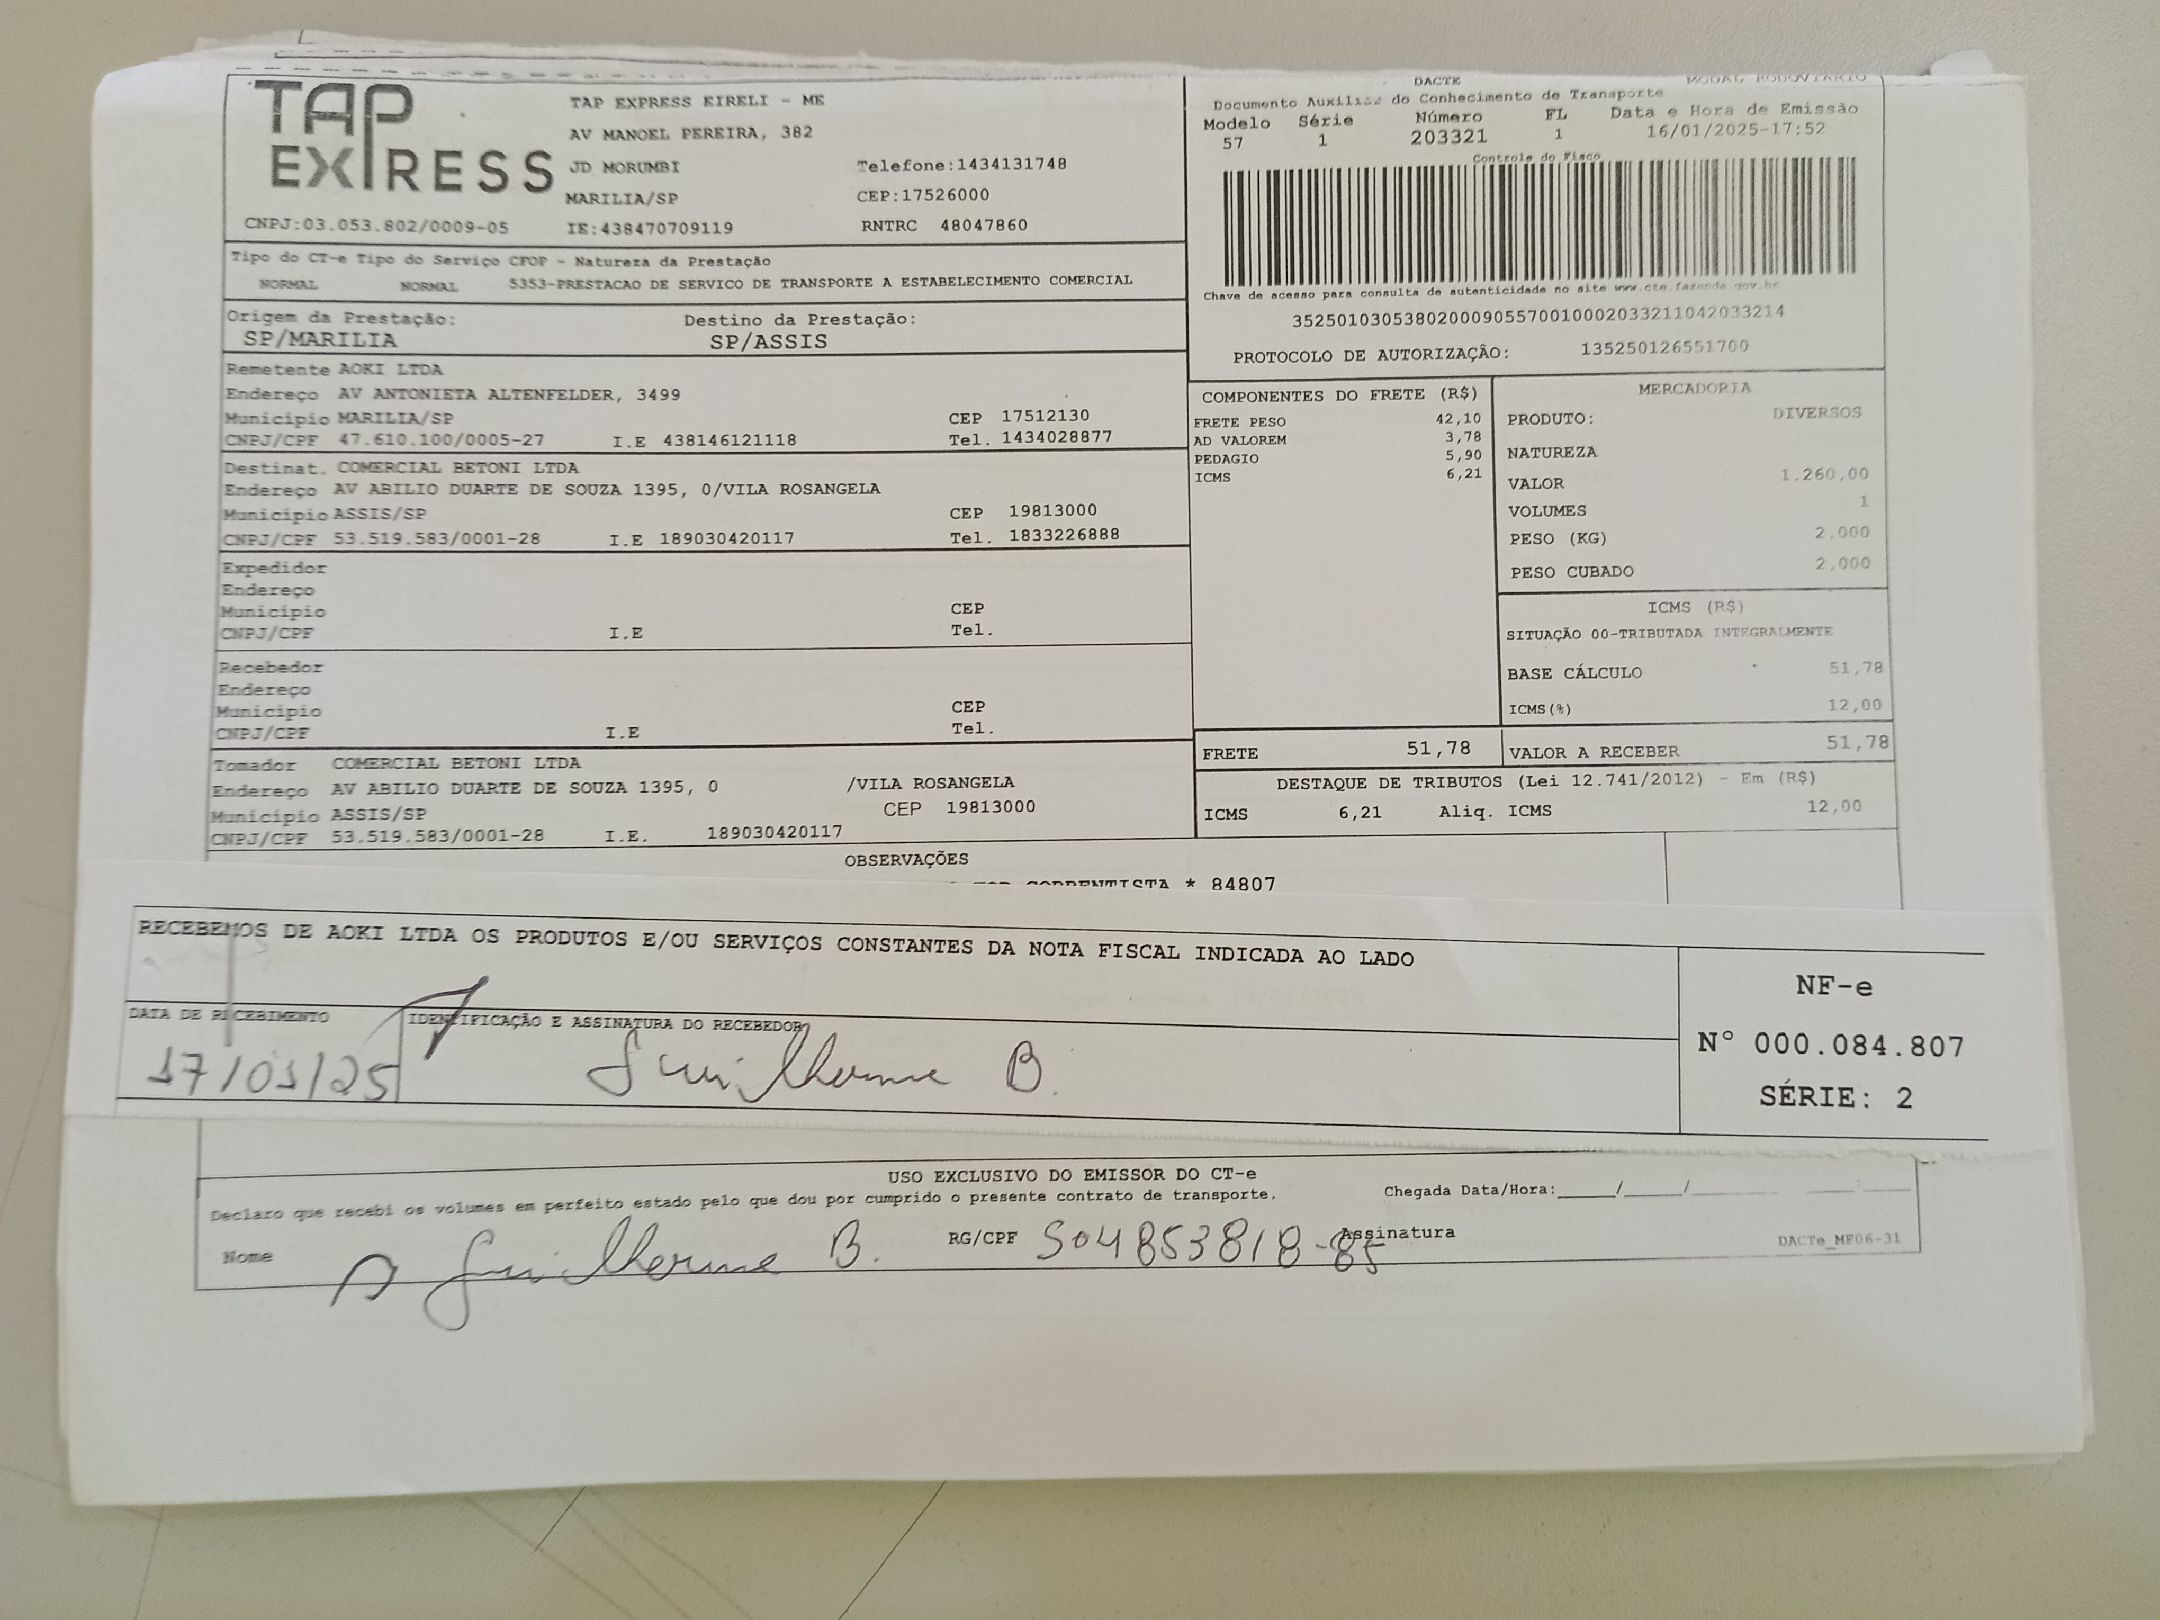 TAP EXPRESS
TAP EXPRESS EIRELI - ME
AV MANOEL PEREIRA, 382
JD MORUMBI Telefone:1434131748
MARILIA/SP CEP:17526000
CNPJ:03.053.802/0009-05 IE:438470709119 RNTRC 48047860
Tipo do CT-e Tipo do Serviço CFOP - Natureza da Prestação
NORMAL NORMAL 5353-PRESTACAO DE SERVICO DE TRANSPORTE A ESTABELECIMENTO COMERCIAL
Origem da Prestação: Destino da Prestação:
SP/MARILIA SP/ASSIS
Remetente AOKI LTDA
Endereço AV ANTONIETA ALTENFELDER, 3499
Município MARILIA/SP CEP 17512130
CNPJ/CPF 47.610.100/0005-27 I.E 438146121118 Tel. 1434028877
Destinat. COMERCIAL BETONI LTDA
Endereço AV ABILIO DUARTE DE SOUZA 1395, 0/VILA ROSANGELA
Município ASSIS/SP CEP 19813000
CNPJ/CPF 53.519.583/0001-28 I.E 189030420117 Tel. 1833226888
Expedidor
Endereço
Município CEP
CNPJ/CPF I.E Tel.
Recebedor
Endereço
Município CEP
CNPJ/CPF I.E Tel.
Tomador COMERCIAL BETONI LTDA
Endereço AV ABILIO DUARTE DE SOUZA 1395, 0 /VILA ROSANGELA
Município ASSIS/SP CEP 19813000
CNPJ/CPF 53.519.583/0001-28 I.E. 189030420117
DACTE MODAL RODOVIARIO
Documento Auxiliar do Conhecimento de Transporte
Modelo Série Número FL Data e Hora de Emissão
57 1 203321 1 16/01/2025-17:52
Controle do Fisco
Chave de acesso para consulta de autenticidade no site www.cte.fazenda.gov.br
35250103053802000905570010002033211042033214
PROTOCOLO DE AUTORIZAÇÃO: 135250126551700
COMPONENTES DO FRETE (R$)
FRETE PESO 42,10
AD VALOREM 3,78
PEDAGIO 5,90
ICMS 6,21
MERCADORIA
PRODUTO: DIVERSOS
NATUREZA
VALOR 1.260,00
VOLUMES 1
PESO (KG) 2,000
PESO CUBADO 2,000
ICMS (R$)
SITUAÇÃO 00-TRIBUTADA INTEGRALMENTE
BASE CÁLCULO 51,78
ICMS(%) 12,00
FRETE 51,78 VALOR A RECEBER 51,78
DESTAQUE DE TRIBUTOS (Lei 12.741/2012) - Em (R$)
ICMS 6,21 Aliq. ICMS 12,00
OBSERVAÇÕES
CORRENTISTA * 84807
RECEBEMOS DE AOKI LTDA OS PRODUTOS E/OU SERVIÇOS CONSTANTES DA NOTA FISCAL INDICADA AO LADO
DATA DE RECEBIMENTO IDENTIFICAÇÃO E ASSINATURA DO RECEBEDOR
17/01/25 Guilherme B.
NF-e
Nº 000.084.807
SÉRIE: 2
USO EXCLUSIVO DO EMISSOR DO CT-e
Declaro que recebi os volumes em perfeito estado pelo que dou por cumprido o presente contrato de transporte. Chegada Data/Hora:____/____/____ ____:____
Nome Guilherme B. RG/CPF 504853818-85 Assinatura DACTe_MF06-31